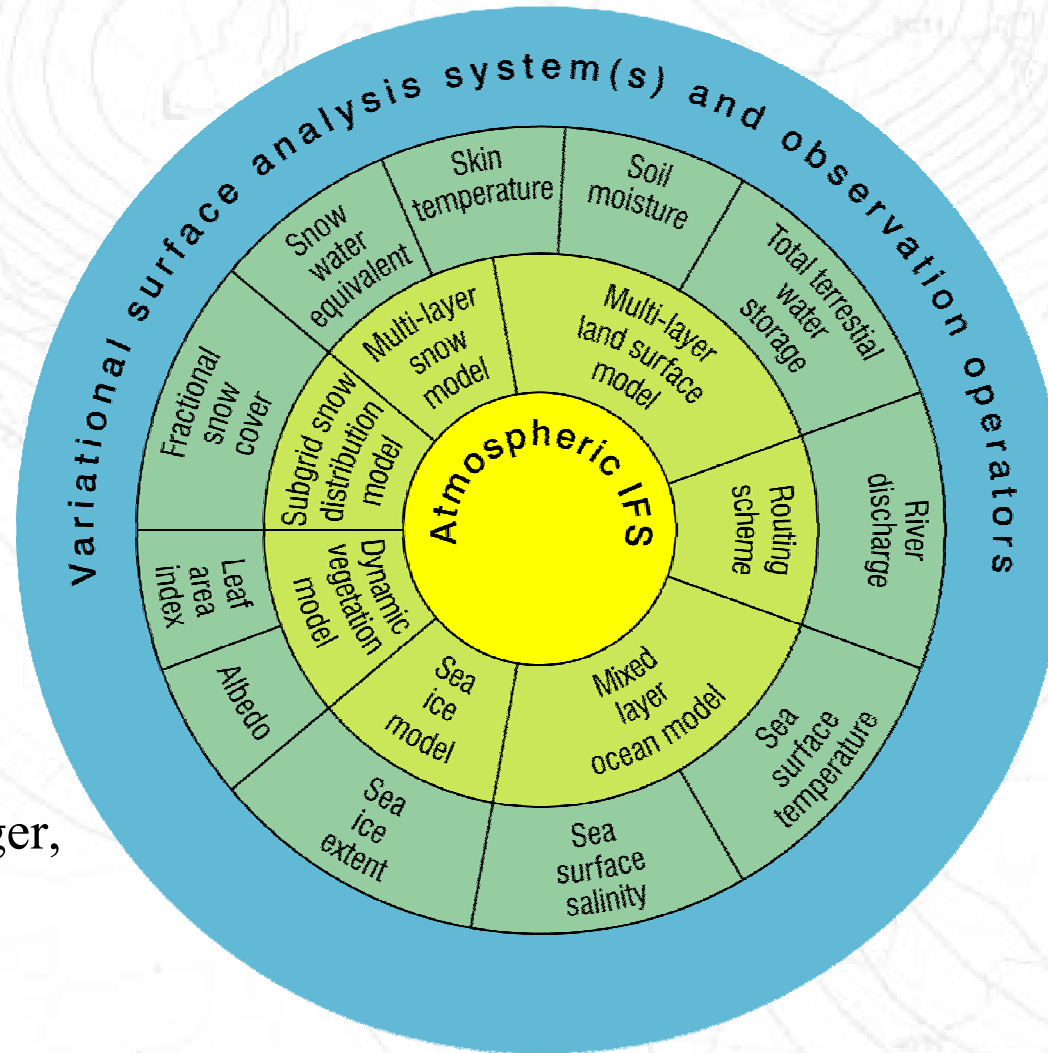 Variational surface analysis system(s) and observation operators
Skin
temperature
Soil
moisture
Total terrestial
water
storage
River
discharge
Sea
surface
temperature
Sea
surface
salinity
Sea
ice
extent
Albedo
Leaf
area
index
Fractional
snow
cover
Snow
water
equivalent
Multi-layer
snow
model
Multi-layer
land surface
model
Routing
scheme
Mixed
layer
ocean model
Sea
ice
model
Dynamic
vegetation
model
Subgrid snow
distribution
model
Atmospheric IFS
ger,